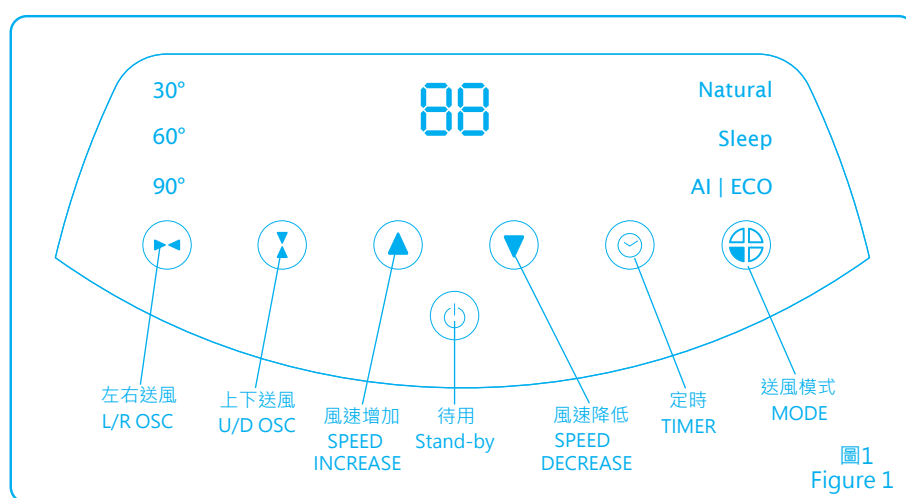 30°
88
Natural
60°
Sleep
90°
AI | ECO
左右送風
L/R OSC
上下送風
U/D OSC
風速增加
SPEED
INCREASE
待用
Stand-by
風速降低
SPEED
DECREASE
定時
TIMER
送風模式
MODE
圖1
Figure 1